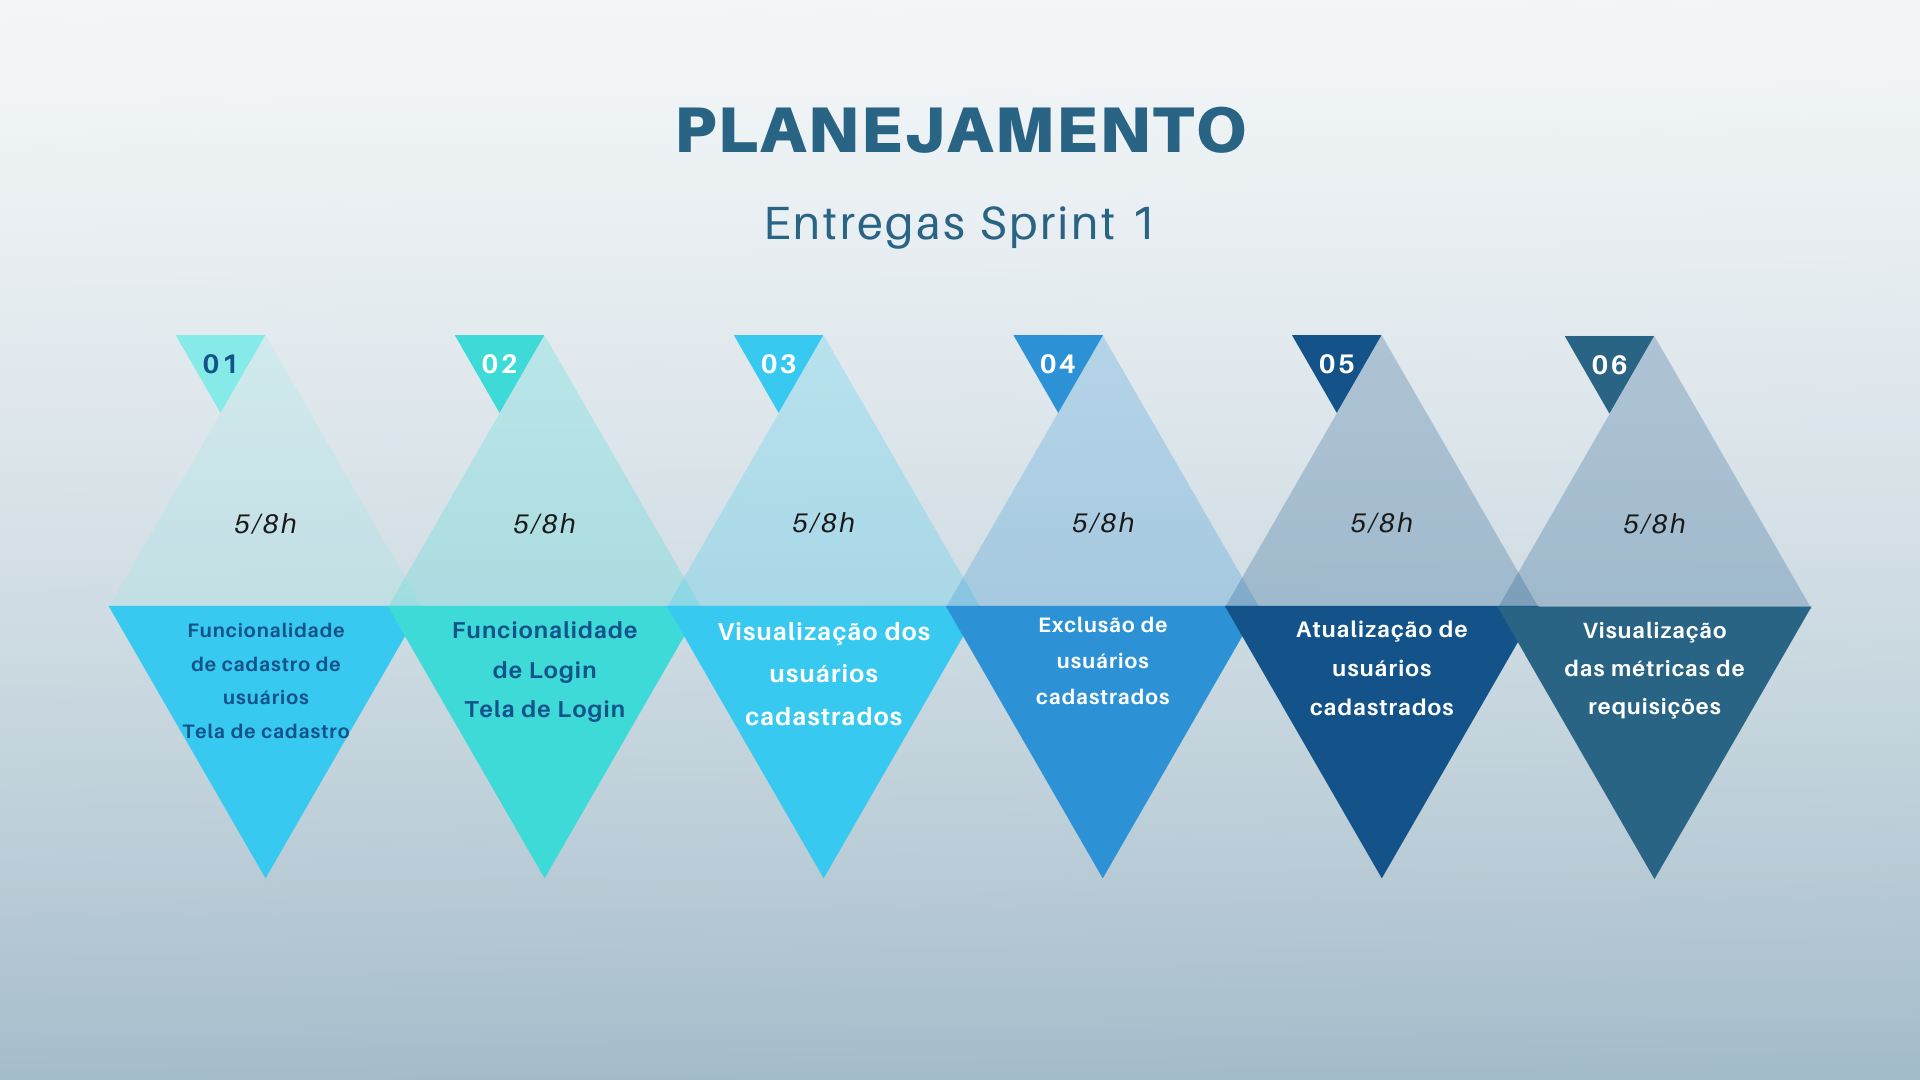 PLANEJAMENTO
Entregas Sprint 1
01
5/8h
Funcionalidade
de cadastro de
usuários
Tela de cadastro
02
5/8h
Funcionalidade
de Login
Tela de Login
03
5/8h
Visualização dos
usuários
cadastrados
04
5/8h
Exclusão de
usuários
cadastrados
05
5/8h
Atualização de
usuários
cadastrados
06
5/8h
Visualização
das métricas de
requisições